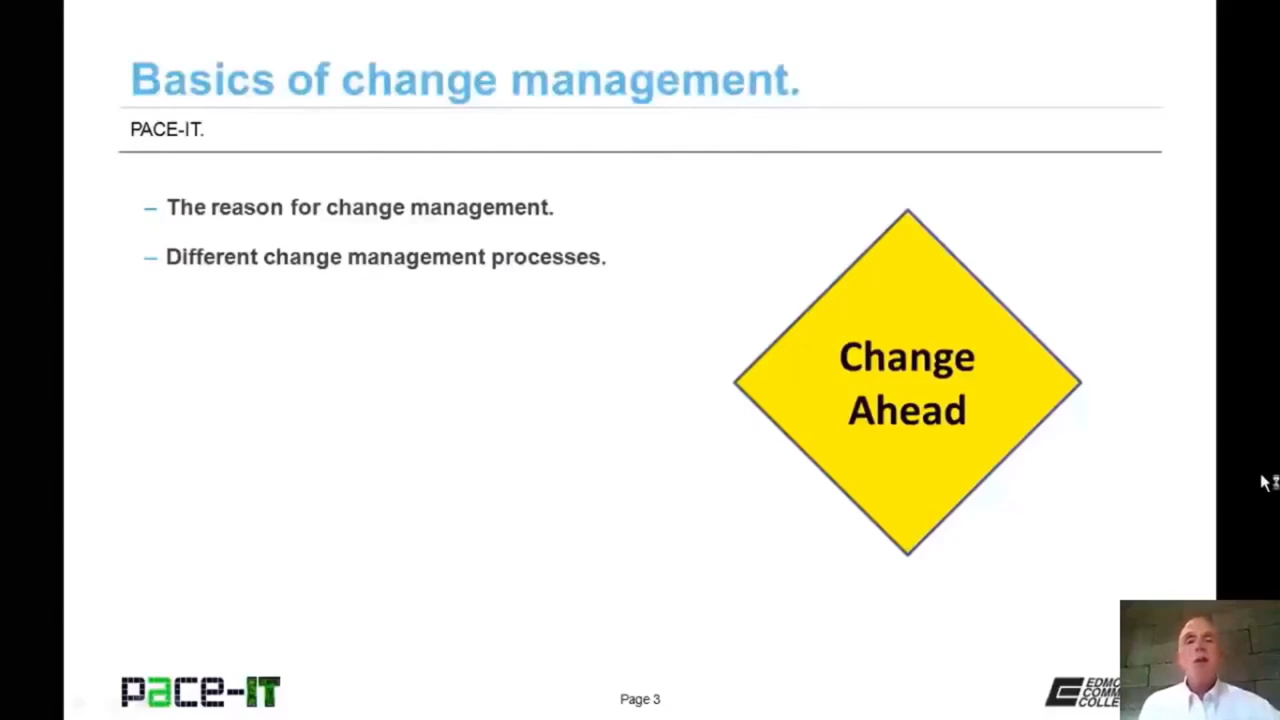 Basics of change management.
PACE-IT.
– The reason for change management.
– Different change management processes.
Change
Ahead
pace-IT
Page 3